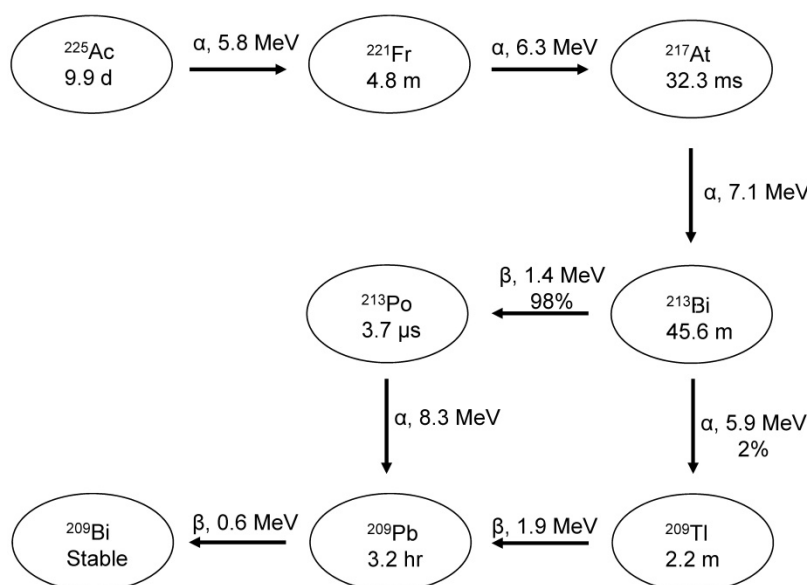 ²²⁵Ac
9.9 d
α, 5.8 MeV
²²¹Fr
4.8 m
α, 6.3 MeV
²¹⁷At
32.3 ms
α, 7.1 MeV
²¹³Po
3.7 µs
β, 1.4 MeV
98%
²¹³Bi
45.6 m
α, 8.3 MeV
α, 5.9 MeV
2%
²⁰⁹Bi
Stable
β, 0.6 MeV
²⁰⁹Pb
3.2 hr
β, 1.9 MeV
²⁰⁹Tl
2.2 m